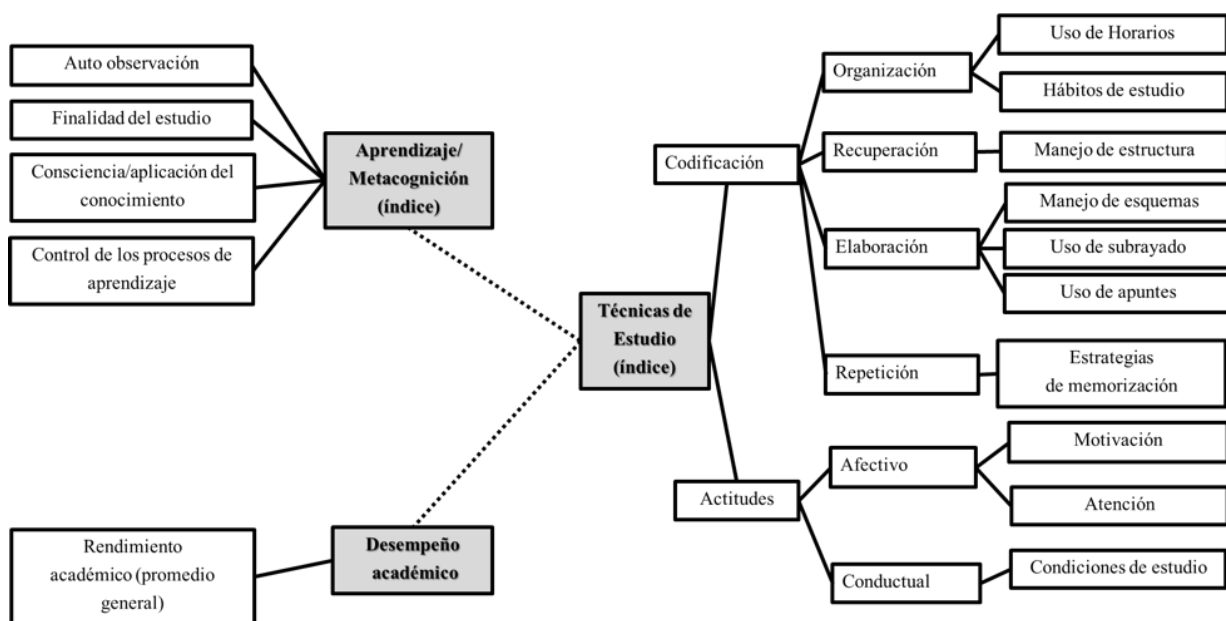 Auto observación
Finalidad del estudio
Consciencia/aplicación del
conocimiento
Control de los procesos de
aprendizaje
Aprendizaje/
Metacognición
(índice)
Técnicas de
Estudio
(índice)
Rendimiento
académico (promedio
general)
Desempeño
académico
Codificación
Actitudes
Organización
Recuperación
Elaboración
Repetición
Afectivo
Conductual
Uso de Horarios
Hábitos de estudio
Manejo de estructura
Manejo de esquemas
Uso de subrayado
Uso de apuntes
Estrategias
de memorización
Motivación
Atención
Condiciones de estudio